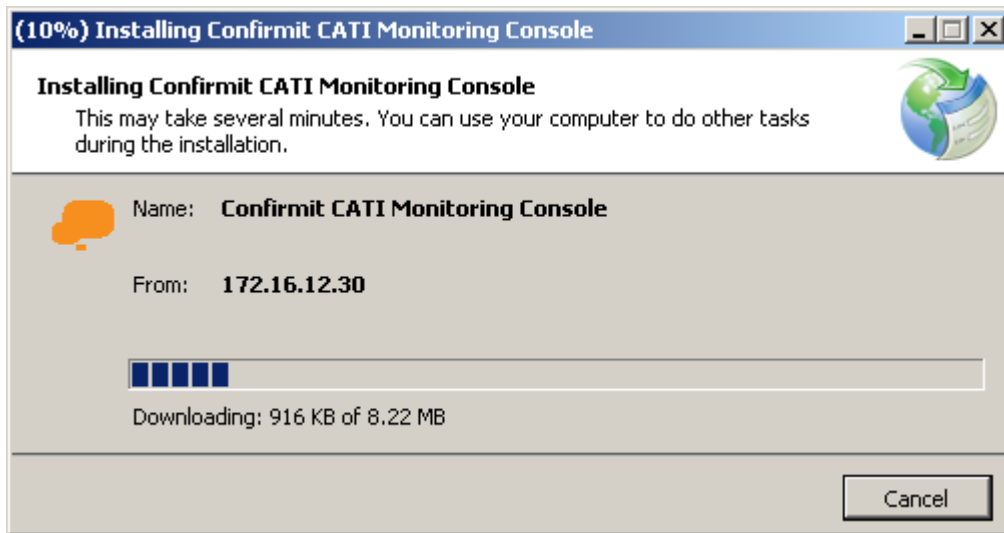 (10%) Installing Confirmit CATI Monitoring Console
Installing Confirmit CATI Monitoring Console
This may take several minutes. You can use your computer to do other tasks
during the installation.
Name: Confirmit CATI Monitoring Console
From: 172.16.12.30
Downloading: 916 KB of 8.22 MB
Cancel